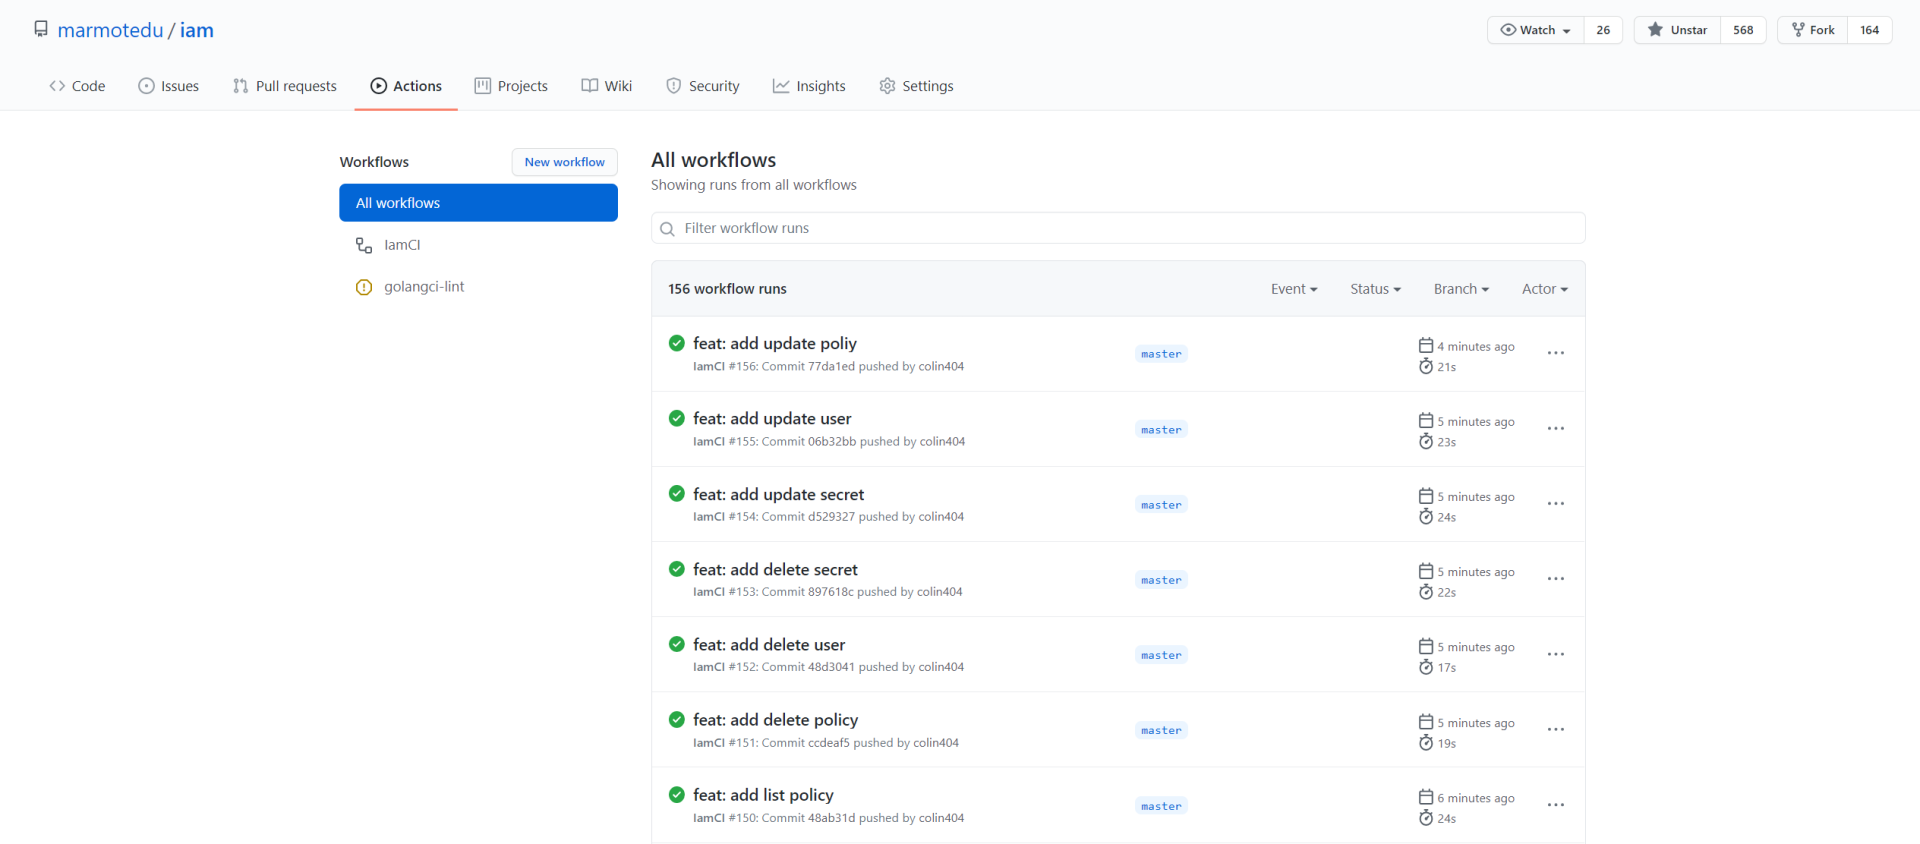 marmotedu / iam
Watch 26 Unstar 568 Fork 164
Code Issues Pull requests Actions Projects Wiki Security Insights Settings
Workflows
New workflow
All workflows
IamCI
golangci-lint
All workflows
Showing runs from all workflows
Filter workflow runs
156 workflow runs Event Status Branch Actor
feat: add update poliy
IamCI #156: Commit 77da1ed pushed by colin404
master
4 minutes ago
21s
feat: add update user
IamCI #155: Commit 06b32bb pushed by colin404
master
5 minutes ago
23s
feat: add update secret
IamCI #154: Commit d529327 pushed by colin404
master
5 minutes ago
24s
feat: add delete secret
IamCI #153: Commit 897618c pushed by colin404
master
5 minutes ago
22s
feat: add delete user
IamCI #152: Commit 48d3041 pushed by colin404
master
5 minutes ago
17s
feat: add delete policy
IamCI #151: Commit ccdeaf5 pushed by colin404
master
5 minutes ago
19s
feat: add list policy
IamCI #150: Commit 48ab31d pushed by colin404
master
6 minutes ago
24s